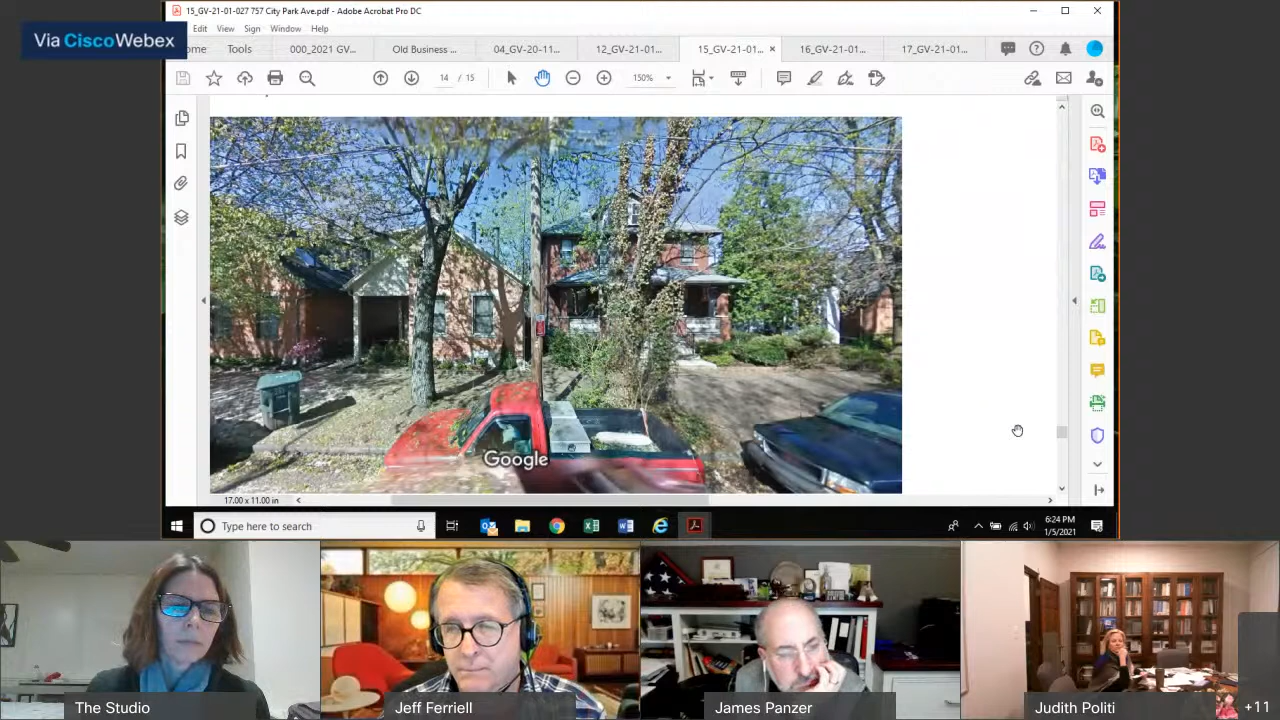 15_GV-21-01-027 757 City Park Ave.pdf - Adobe Acrobat Pro DC
Via Cisco Webex
Edit View Sign Window Help
ome Tools 000_2021 GV... Old Business ... 04_GV-20-11... 12_GV-21-01... 15_GV-21-01... × 16_GV-21-01... 17_GV-21-01...
14 / 15 150%
Google
17.00 x 11.00 in
Type here to search
6:24 PM
1/5/2021
The Studio
Jeff Ferriell
James Panzer
Judith Politi
+11